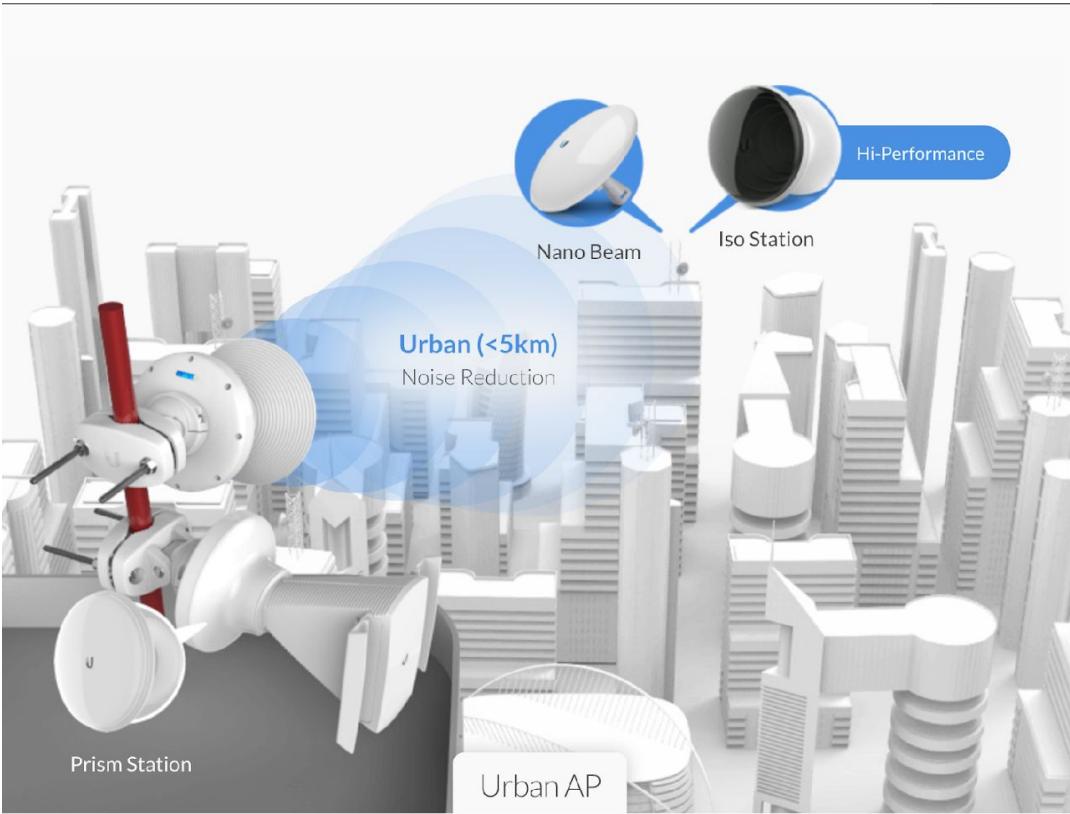 Hi-Performance
Nano Beam
Iso Station
Urban (<5km)
Noise Reduction
Prism Station
Urban AP